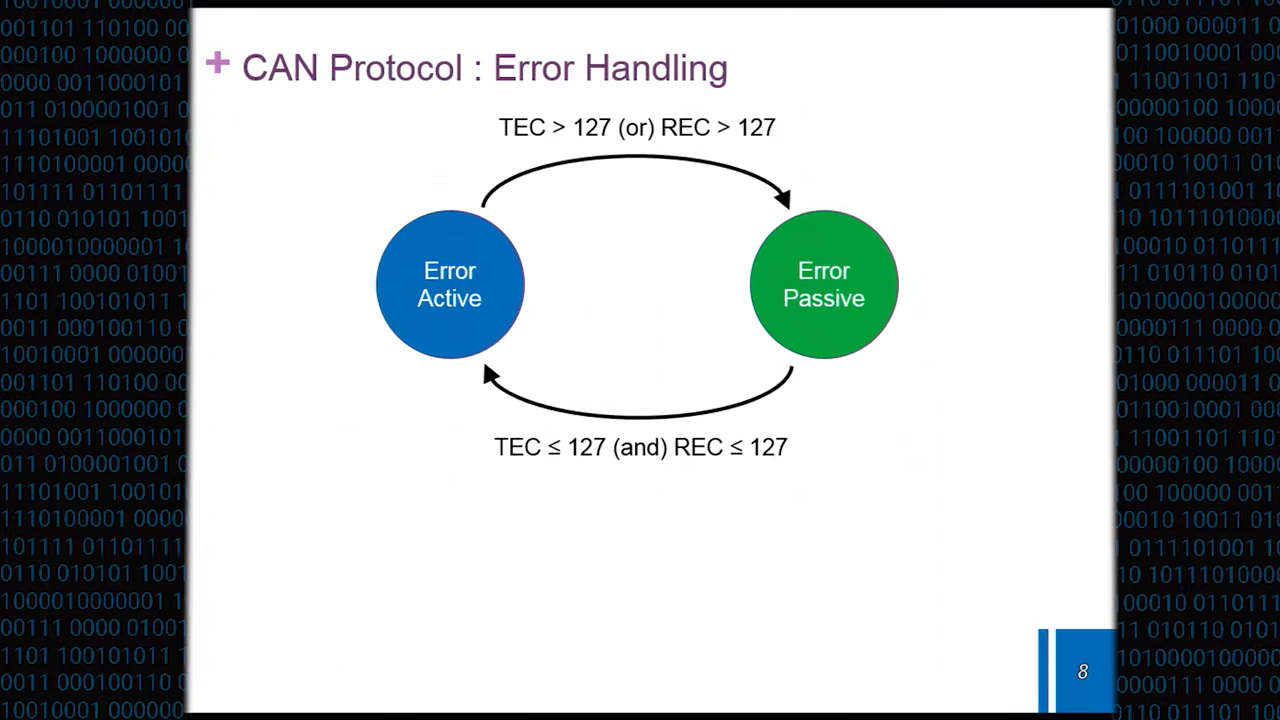 + CAN Protocol : Error Handling
TEC > 127 (or) REC > 127
Error
Active
Error
Passive
TEC ≤ 127 (and) REC ≤ 127
8